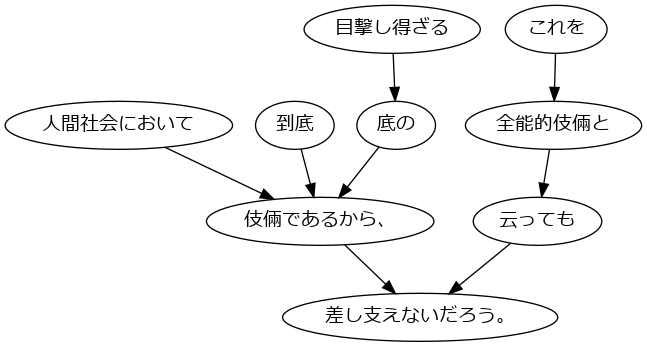 目撃し得ざる
これを
人間社会において
到底
底の
全能的伎倆と
伎倆であるから、
云っても
差し支えないだろう。